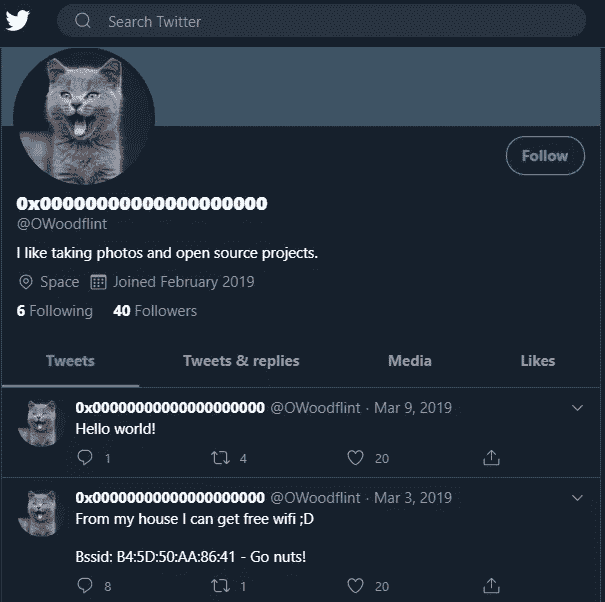 Search Twitter
Follow
0x00000000000000000000
@OWoodflint
I like taking photos and open source projects.
Space Joined February 2019
6 Following 40 Followers
Tweets Tweets & replies Media Likes
0x00000000000000000000 @OWoodflint · Mar 9, 2019
Hello world!
1 4 20
0x00000000000000000000 @OWoodflint · Mar 3, 2019
From my house I can get free wifi ;D
Bssid: B4:5D:50:AA:86:41 - Go nuts!
8 1 20